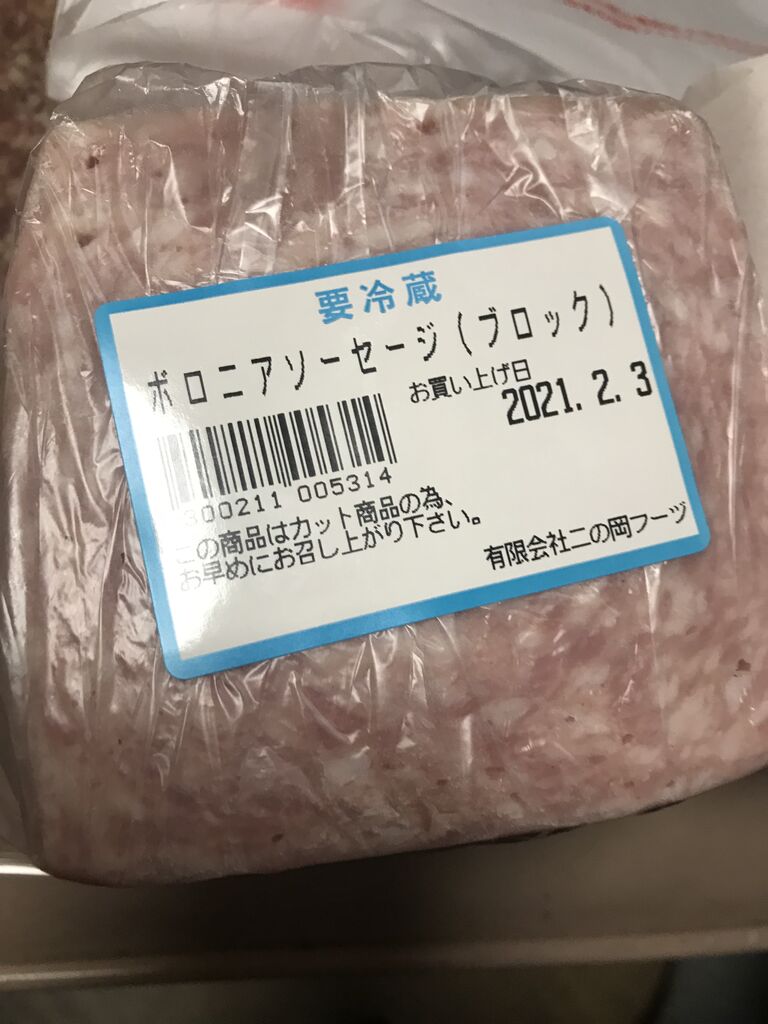 要冷蔵
ボロニアソーセージ(ブロック)
お買い上げ日
2021. 2. 3
300211 005314
この商品はカット商品の為、
お早めにお召し上がり下さい。
有限会社二の岡フーヅ